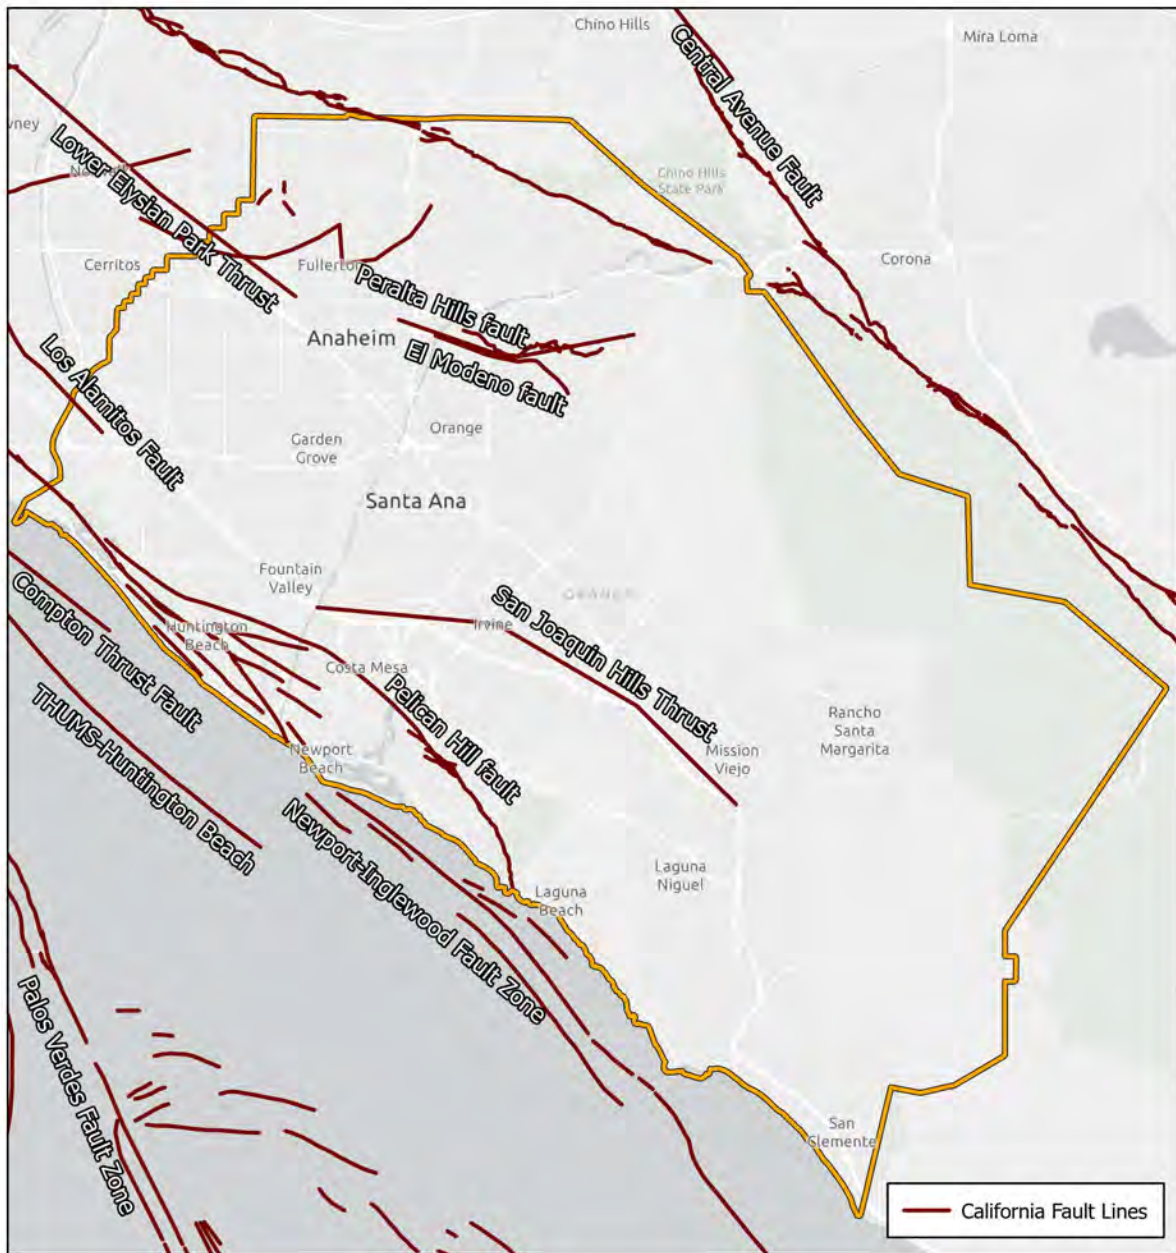 Chino Hills
Mira Loma
Central Avenue Fault
wney
Lower Elysian Park Thrust
Chino Hills
State Park
Cerritos
Fullerton
Corona
Peralta Hills fault
Anaheim
El Modeno fault
Los Alamitos Fault
Orange
Garden
Grove
Santa Ana
Fountain
Valley
ORANGE
San Joaquin Hills Thrust
Irvine
Compton Thrust Fault
Huntington
Beach
Costa Mesa
Pelican Hill fault
THUMS-Huntington Beach
Rancho
Santa
Margarita
Mission
Viejo
Newport
Beach
Newport-Inglewood Fault Zone
Laguna
Niguel
Laguna
Beach
Palos Verdes Fault Zone
San
Clemente
California Fault Lines